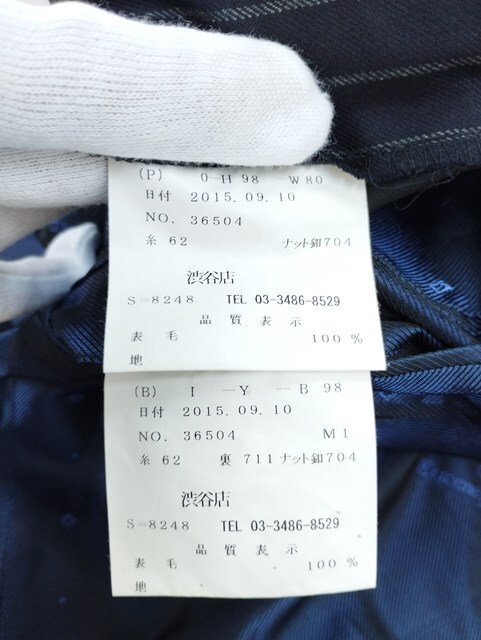 (P) O-H 98 -W80
日付 2015. 09. 10
NO. 36504
糸 62 ナット釦704
渋谷店
S-8248 TEL 03-3486-8529
品 質 表 示
表 毛 100 %
地
(B) I -Y -B 98
日付 2015. 09. 10
NO. 36504 M1
糸 62 裏 711 ナット釦704
渋谷店
S-8248 TEL 03-3486-8529
品 質 表 示
表 毛 100 %
地